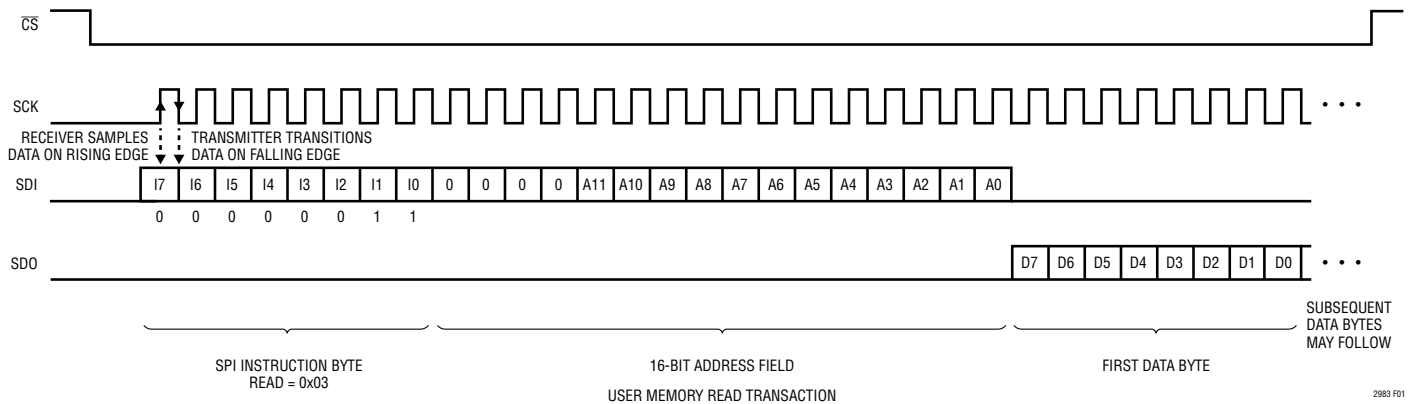 CS
SCK
• • •
RECEIVER SAMPLES
DATA ON RISING EDGE
TRANSMITTER TRANSITIONS
DATA ON FALLING EDGE
SDI
I7 I6 I5 I4 I3 I2 I1 I0 0 0 0 0 A11 A10 A9 A8 A7 A6 A5 A4 A3 A2 A1 A0
0 0 0 0 0 0 1 1
SDO
D7 D6 D5 D4 D3 D2 D1 D0 • • •
SPI INSTRUCTION BYTE
READ = 0x03
16-BIT ADDRESS FIELD
FIRST DATA BYTE
SUBSEQUENT
DATA BYTES
MAY FOLLOW
USER MEMORY READ TRANSACTION
2983 F01